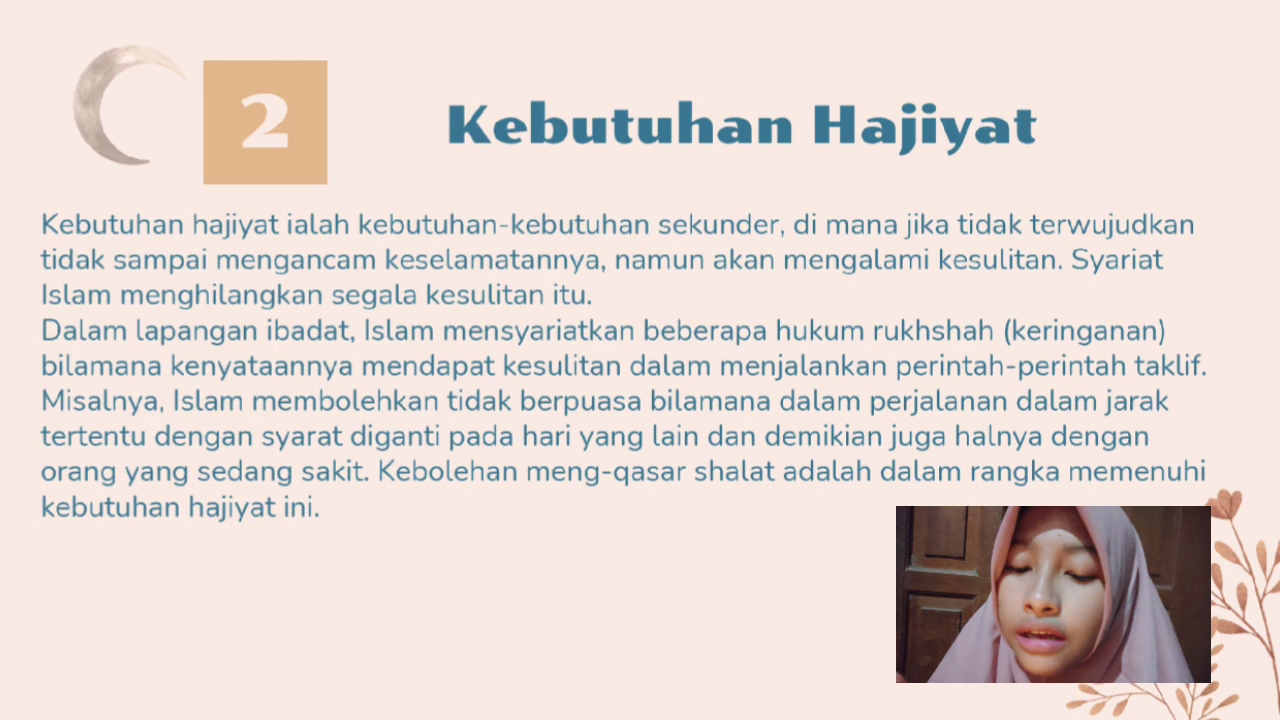 2
Kebutuhan Hajiyat
Kebutuhan hajiyat ialah kebutuhan-kebutuhan sekunder, di mana jika tidak terwujudkan
tidak sampai mengancam keselamatannya, namun akan mengalami kesulitan. Syariat
Islam menghilangkan segala kesulitan itu.
Dalam lapangan ibadat, Islam mensyariatkan beberapa hukum rukhshah (keringanan)
bilamana kenyataannya mendapat kesulitan dalam menjalankan perintah-perintah taklif.
Misalnya, Islam membolehkan tidak berpuasa bilamana dalam perjalanan dalam jarak
tertentu dengan syarat diganti pada hari yang lain dan demikian juga halnya dengan
orang yang sedang sakit. Kebolehan meng-qasar shalat adalah dalam rangka memenuhi
kebutuhan hajiyat ini.